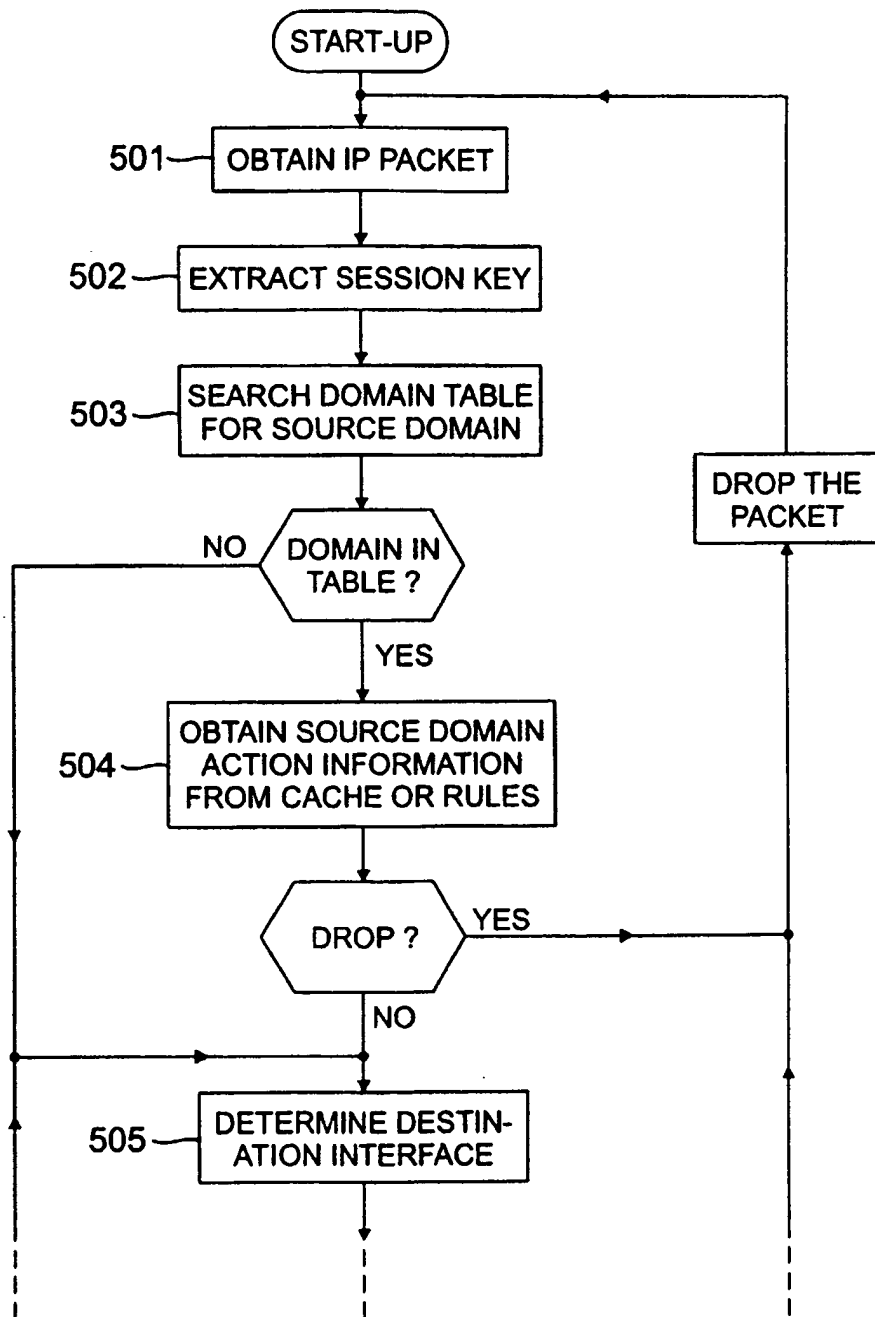 START-UP
501
OBTAIN IP PACKET
502
EXTRACT SESSION KEY
503
SEARCH DOMAIN TABLE
FOR SOURCE DOMAIN
DROP THE
PACKET
NO
DOMAIN IN
TABLE ?
YES
504
OBTAIN SOURCE DOMAIN
ACTION INFORMATION
FROM CACHE OR RULES
DROP ?
YES
NO
505
DETERMINE DESTIN-
ATION INTERFACE